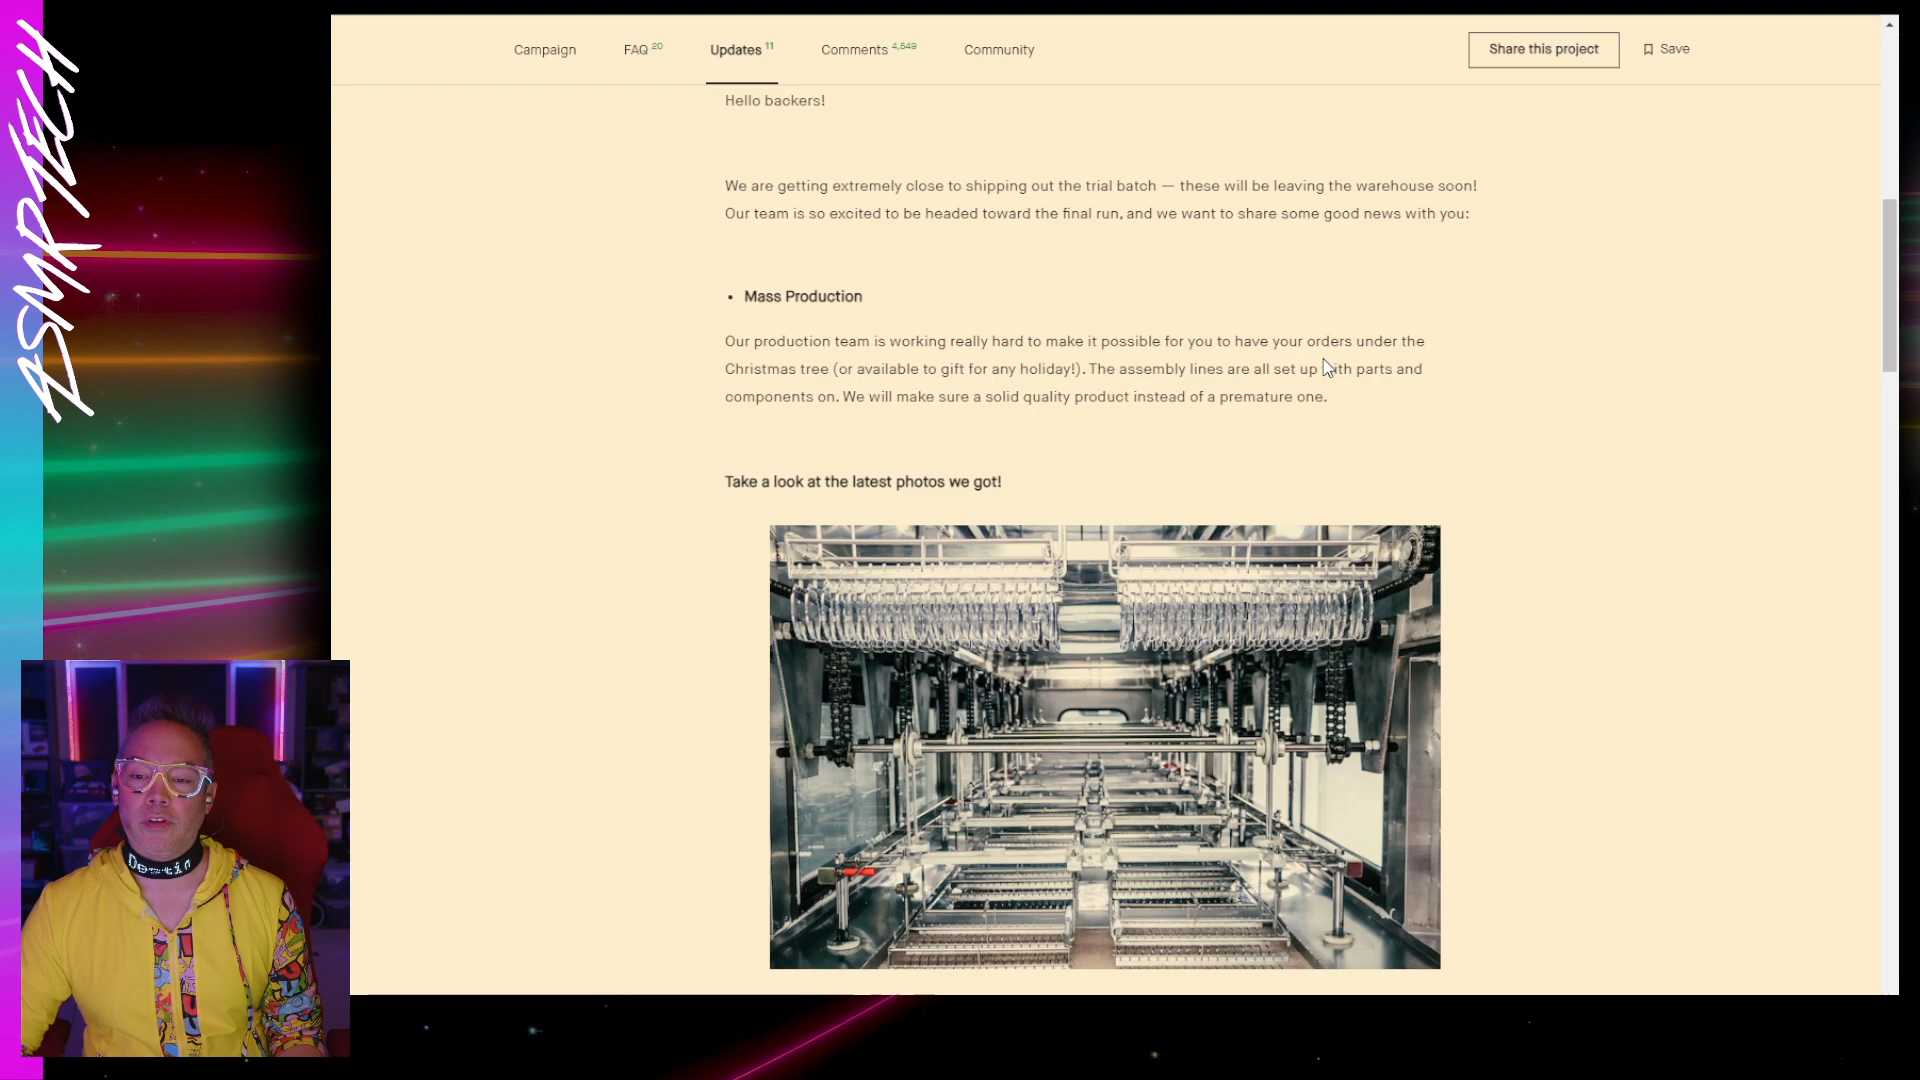 ASMRTECH
Campaign
FAQ 20
Updates 11
Comments 4,549
Community
Share this project
Save
Hello backers!
We are getting extremely close to shipping out the trial batch — these will be leaving the warehouse soon!
Our team is so excited to be headed toward the final run, and we want to share some good news with you:
• Mass Production
Our production team is working really hard to make it possible for you to have your orders under the
Christmas tree (or available to gift for any holiday!). The assembly lines are all set up with parts and
components on. We will make sure a solid quality product instead of a premature one.
Take a look at the latest photos we got!